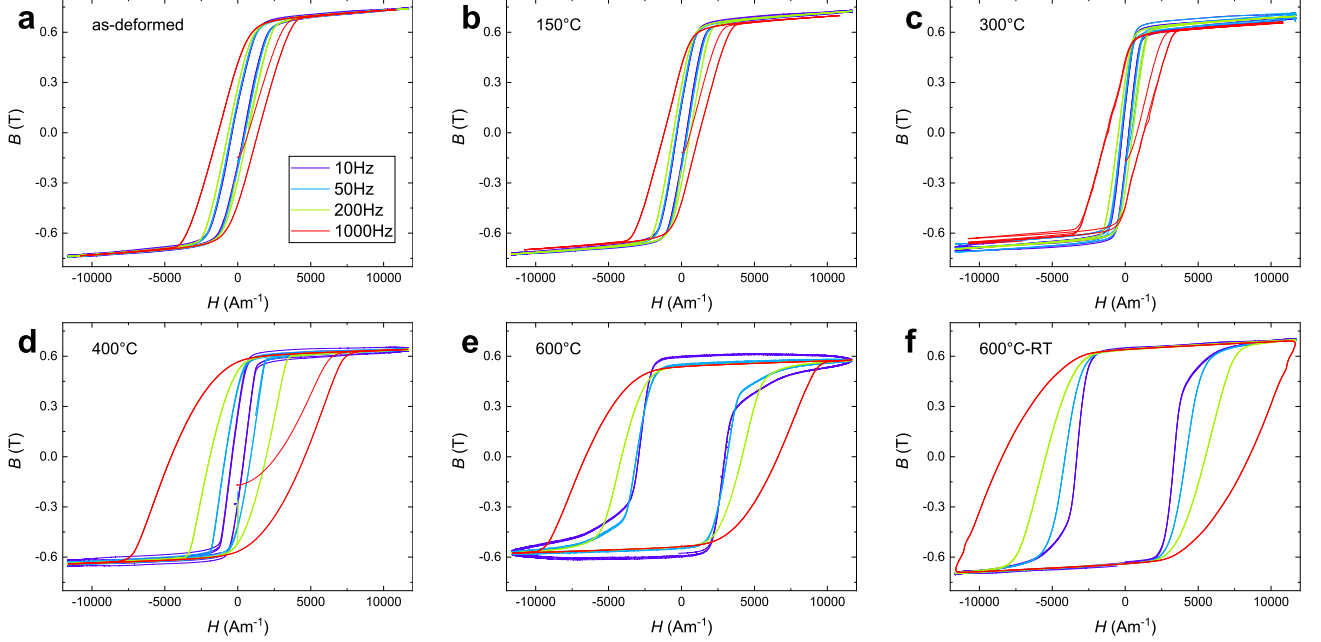 a as-deformed
0.6
0.3
0.0
-0.3
-0.6
B (T)
10Hz
50Hz
200Hz
1000Hz
-10000 -5000 0 5000 10000
H (Am⁻¹)
b 150°C
0.6
0.3
0.0
-0.3
-0.6
B (T)
-10000 -5000 0 5000 10000
H (Am⁻¹)
c 300°C
0.6
0.3
0.0
-0.3
-0.6
B (T)
-10000 -5000 0 5000 10000
H (Am⁻¹)
d 400°C
0.6
0.3
0.0
-0.3
-0.6
B (T)
-10000 -5000 0 5000 10000
H (Am⁻¹)
e 600°C
0.6
0.3
0.0
-0.3
-0.6
B (T)
-10000 -5000 0 5000 10000
H (Am⁻¹)
f 600°C-RT
0.6
0.3
0.0
-0.3
-0.6
B (T)
-10000 -5000 0 5000 10000
H (Am⁻¹)